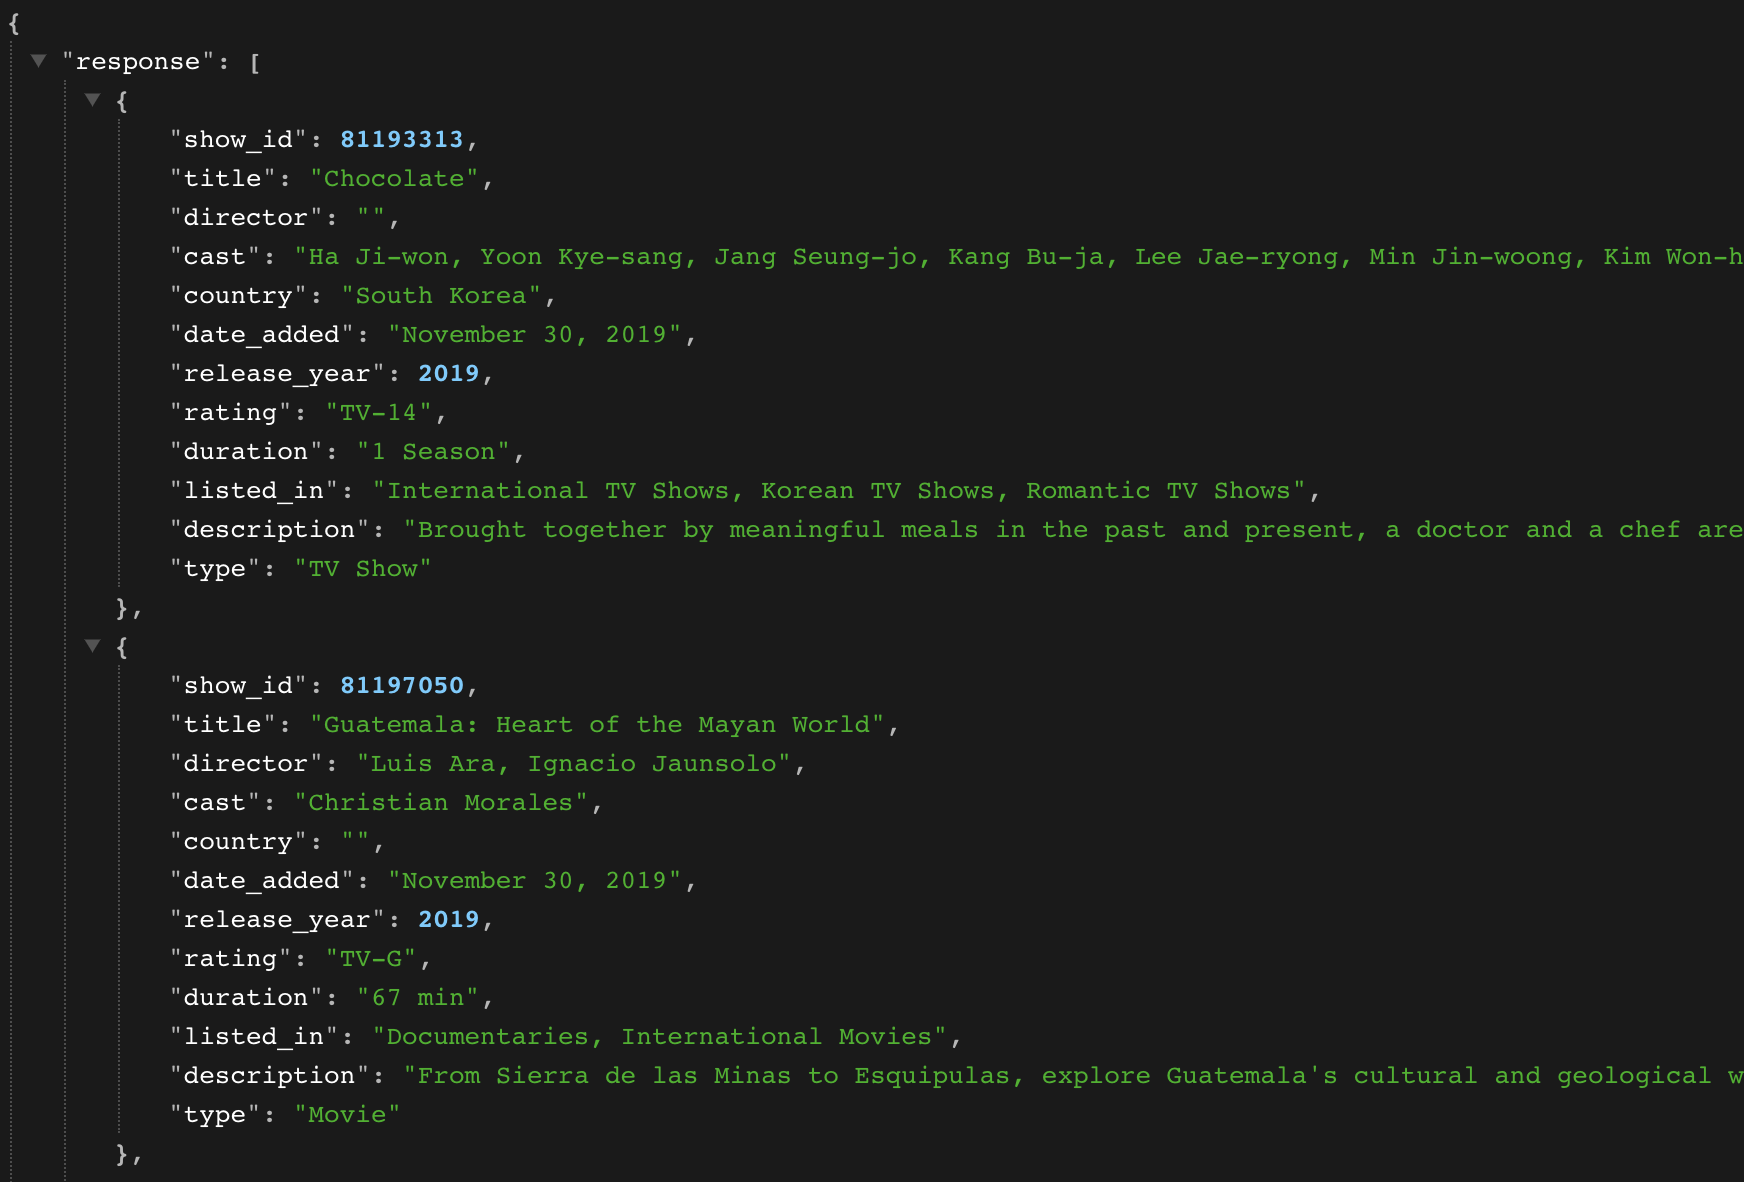 {
"response": [
{
"show_id": 81193313,
"title": "Chocolate",
"director": "",
"cast": "Ha Ji-won, Yoon Kye-sang, Jang Seung-jo, Kang Bu-ja, Lee Jae-ryong, Min Jin-woong, Kim Won-h
"country": "South Korea",
"date_added": "November 30, 2019",
"release_year": 2019,
"rating": "TV-14",
"duration": "1 Season",
"listed_in": "International TV Shows, Korean TV Shows, Romantic TV Shows",
"description": "Brought together by meaningful meals in the past and present, a doctor and a chef are
"type": "TV Show"
},
{
"show_id": 81197050,
"title": "Guatemala: Heart of the Mayan World",
"director": "Luis Ara, Ignacio Jaunsolo",
"cast": "Christian Morales",
"country": "",
"date_added": "November 30, 2019",
"release_year": 2019,
"rating": "TV-G",
"duration": "67 min",
"listed_in": "Documentaries, International Movies",
"description": "From Sierra de las Minas to Esquipulas, explore Guatemala's cultural and geological w
"type": "Movie"
},